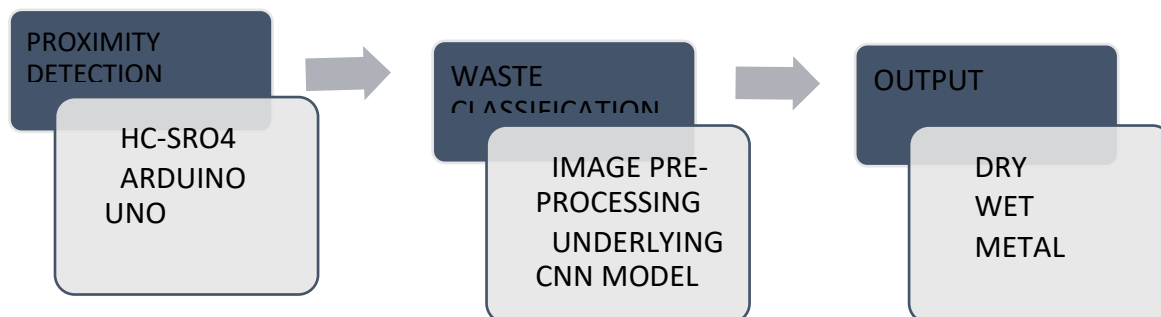 PROXIMITY
DETECTION
HC-SRO4
ARDUINO
UNO
WASTE
CLASSIFICATION
IMAGE PRE-
PROCESSING
UNDERLYING
CNN MODEL
OUTPUT
DRY
WET
METAL